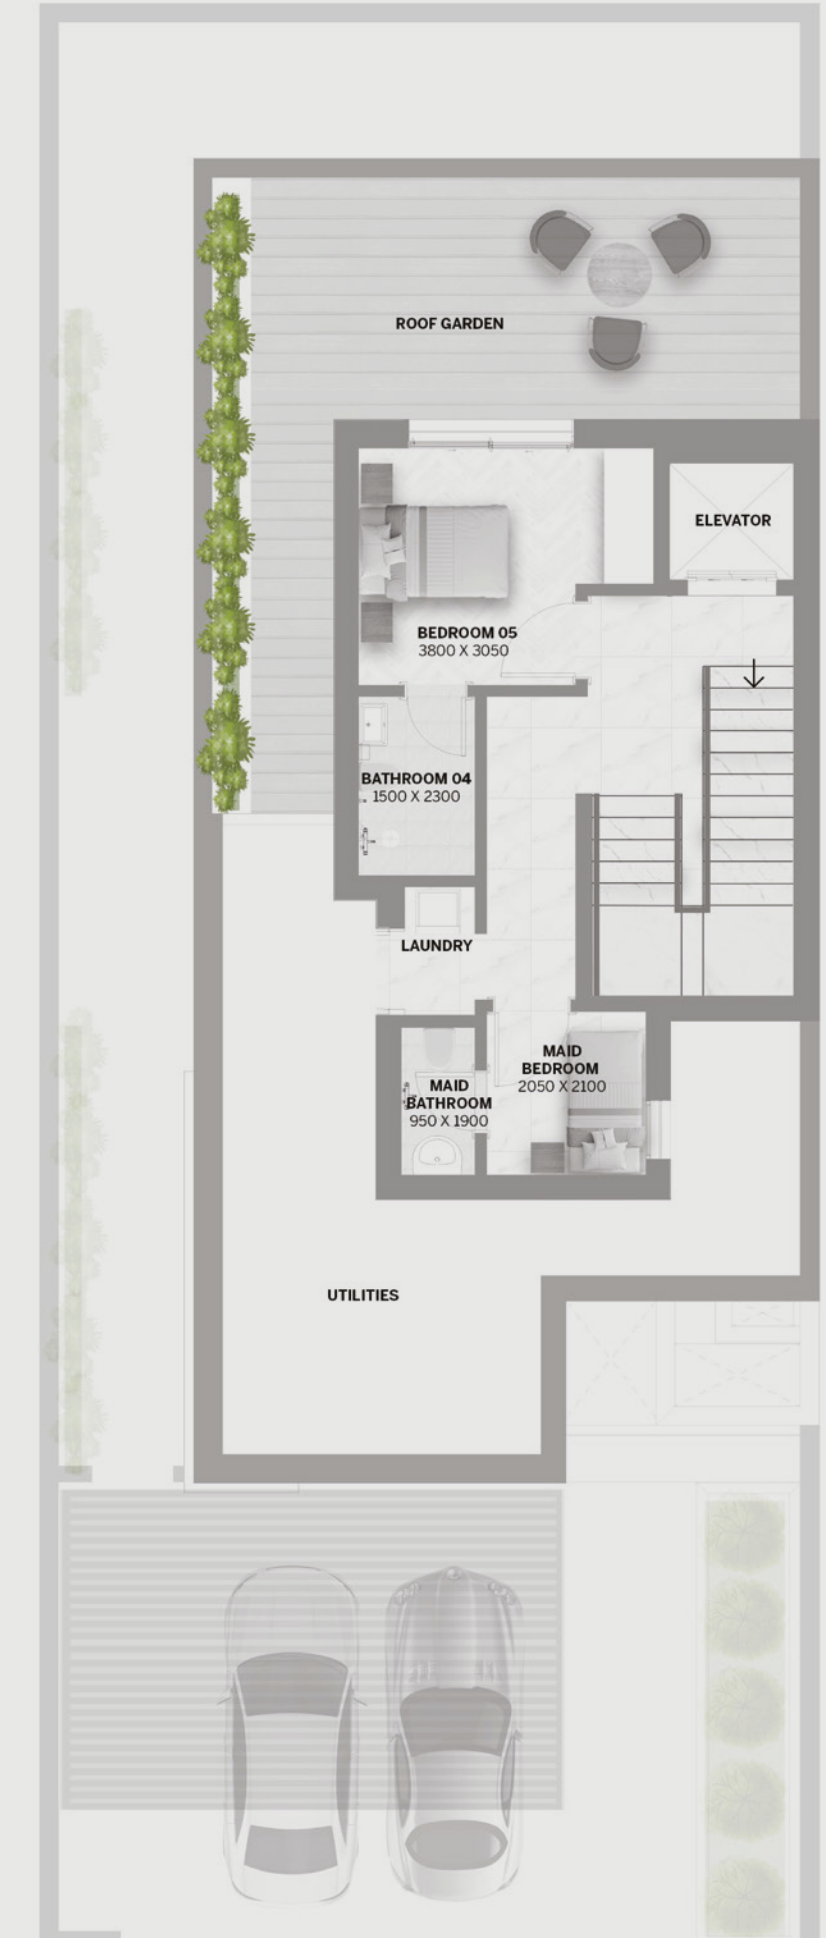 ROOF GARDEN
ELEVATOR
BEDROOM 05
3800 X 3050
BATHROOM 04
1500 X 2300
LAUNDRY
MAID
BEDROOM
2050 X 2100
MAID
BATHROOM
950 X 1900
UTILITIES